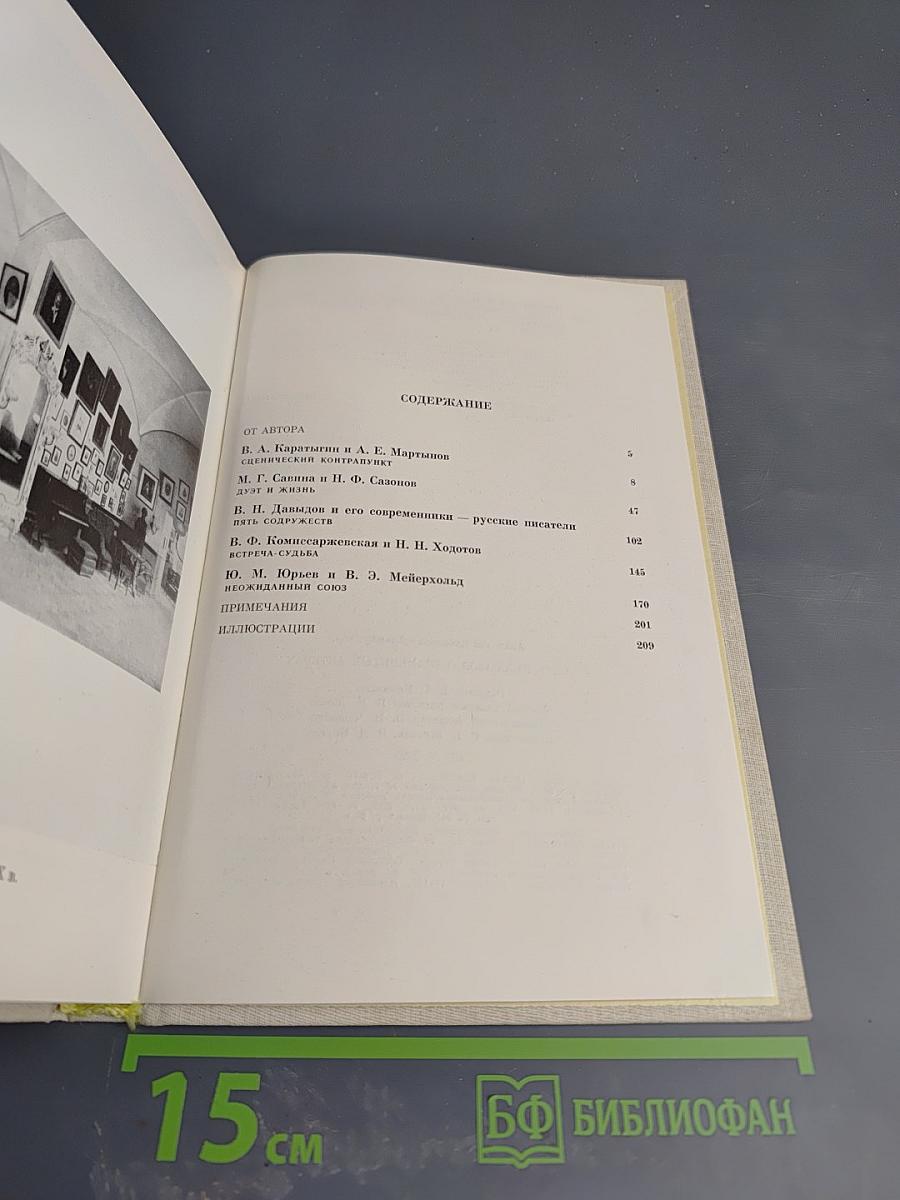 СОДЕРЖАНИЕ
ОТ АВТОРА 5
В. А. Каратыгин и А. Е. Мартынов
СЦЕНИЧЕСКИЙ КОНТРАПУНКТ 8
М. Г. Савина и Н. Ф. Сазонов
ДУЭТ И ЖИЗНЬ 47
В. Н. Давыдов и его современники — русские писатели
ПЯТЬ СОДРУЖЕСТВ 102
В. Ф. Комиссаржевская и Н. Н. Ходотов
ВСТРЕЧА-СУДЬБА 145
Ю. М. Юрьев и В. Э. Мейерхольд
НЕОЖИДАННЫЙ СОЮЗ 170
ПРИМЕЧАНИЯ 201
ИЛЛЮСТРАЦИИ 209
15 см
БФ БИБЛИОФАН